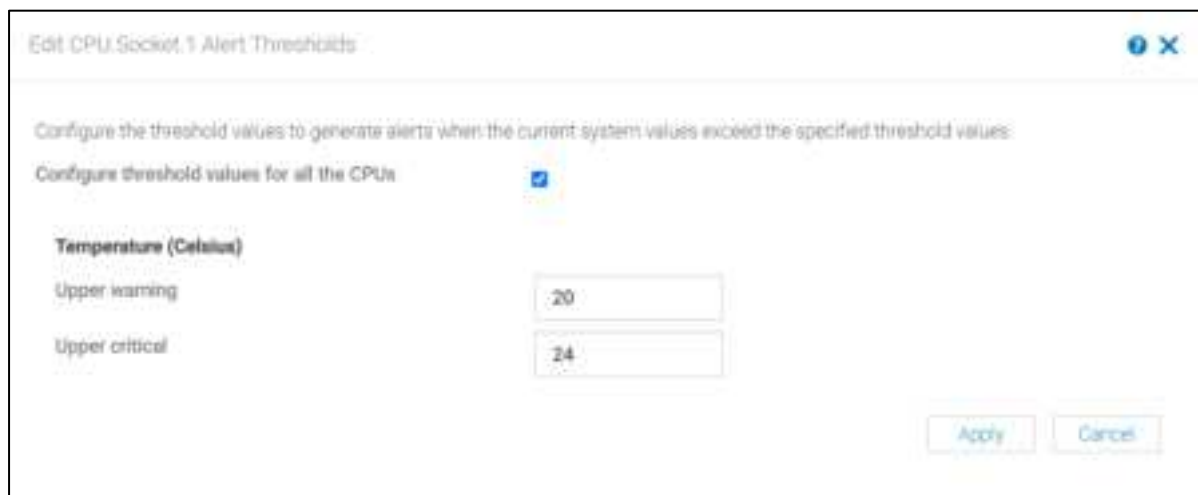 Edit CPU.Socket.1 Alert Thresholds
Configure the threshold values to generate alerts when the current system values exceed the specified threshold values.
Configure threshold values for all the CPUs
Temperature (Celsius)
Upper warning 20
Upper critical 24
Apply Cancel